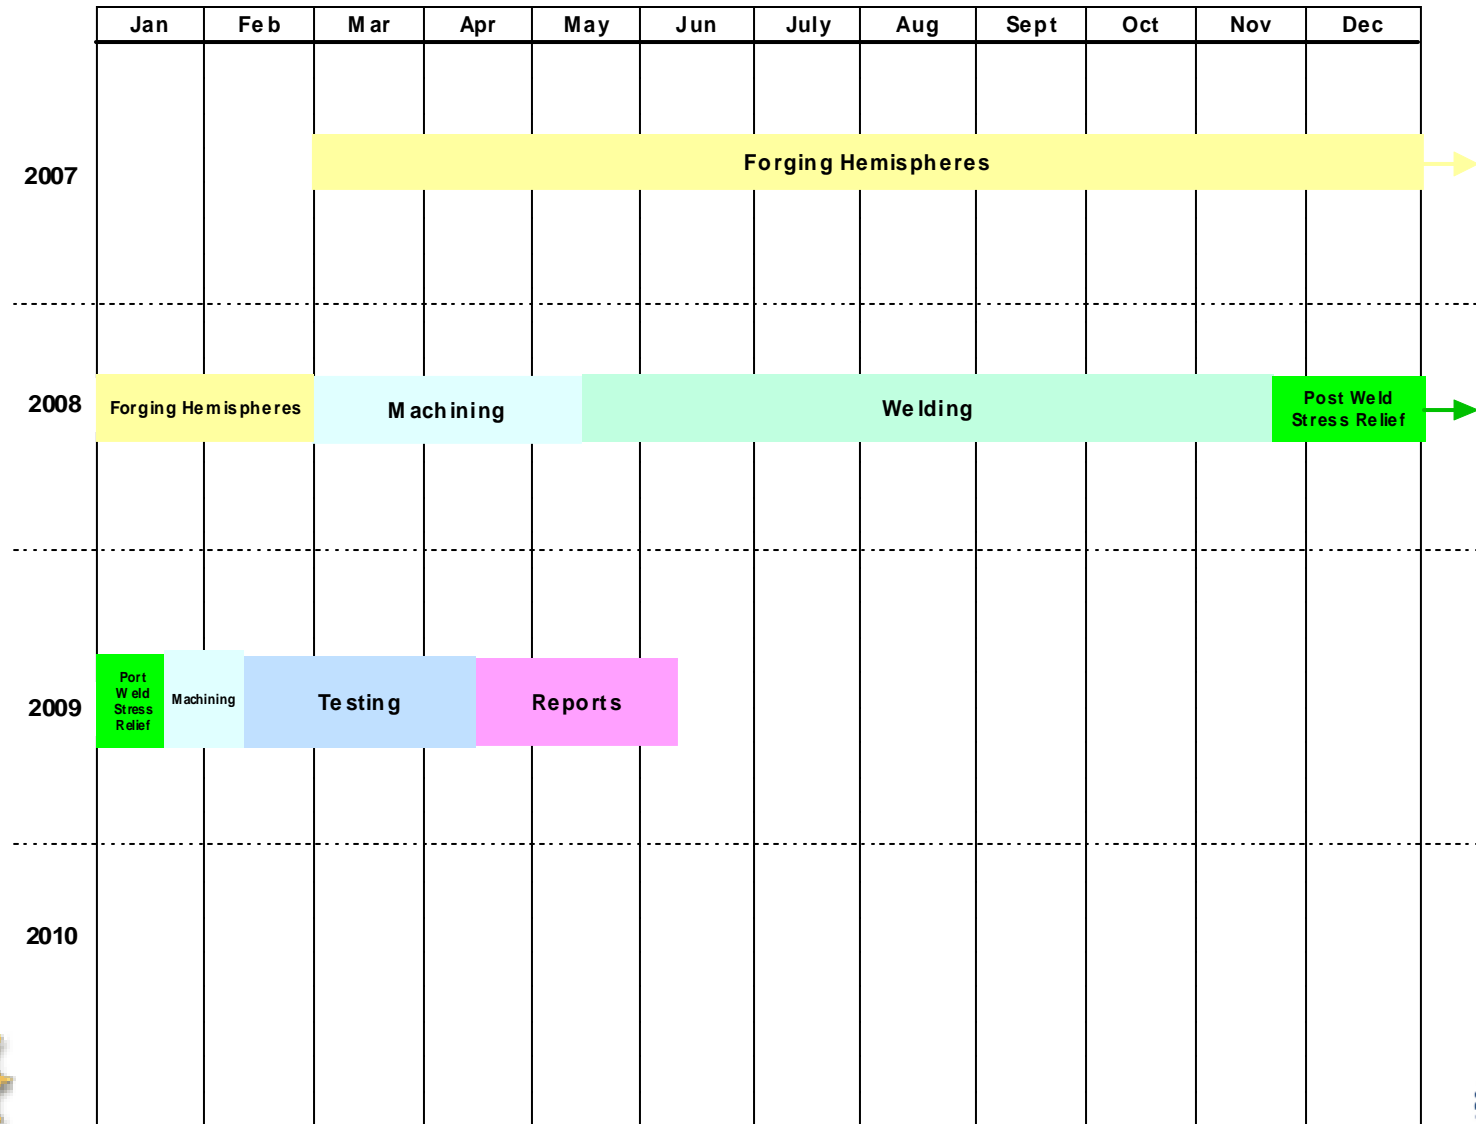 Jan Feb Mar Apr May Jun July Aug Sept Oct Nov Dec
2007
Forging Hemispheres
2008
Forging Hemispheres
Machining
Welding
Post Weld
Stress Relief
2009
Port
Weld
Stress
Relief
Machining
Testing
Reports
2010